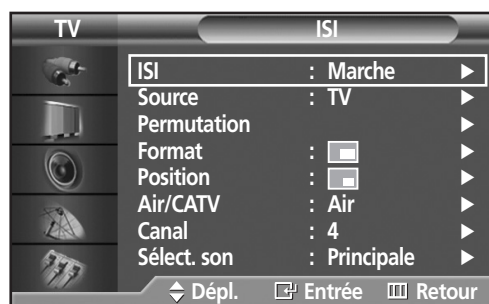 TV ISI
ISI : Marche
Source : TV
Permutation
Format :
Position :
Air/CATV : Air
Canal : 4
Sélect. son : Principale
Dépl. Entrée Retour